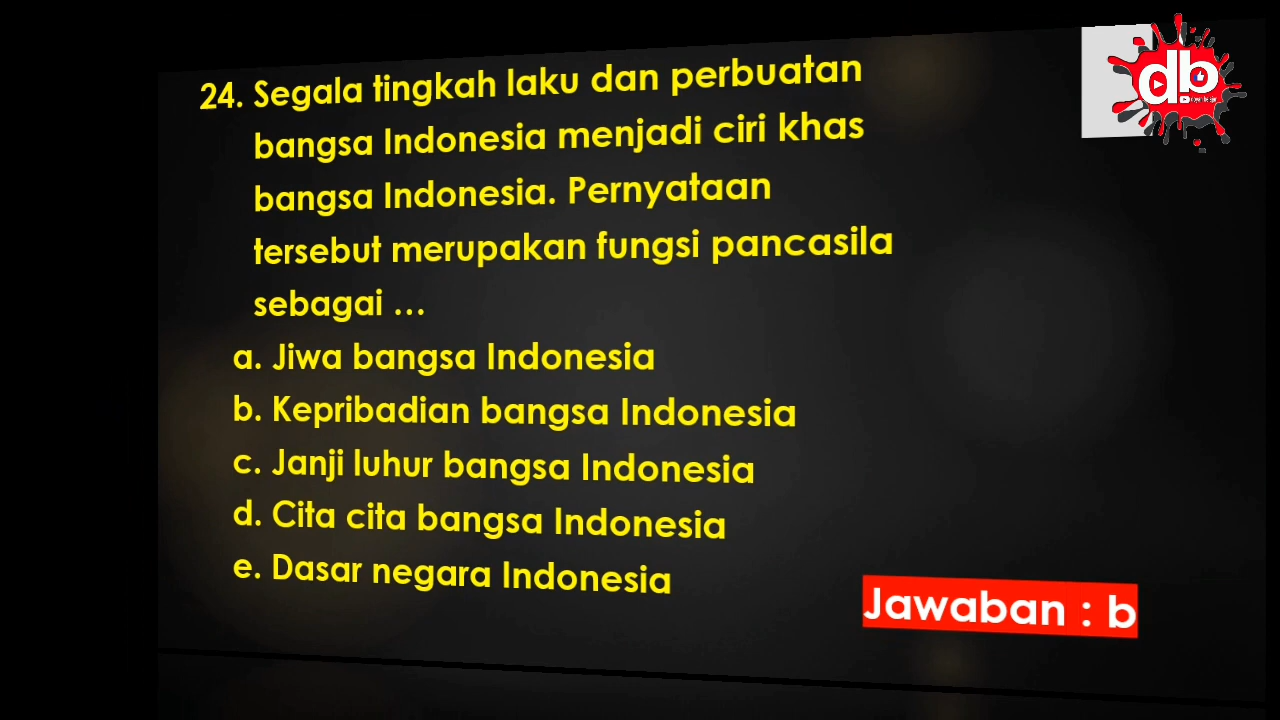 24. Segala tingkah laku dan perbuatan
bangsa Indonesia menjadi ciri khas
bangsa Indonesia. Pernyataan
tersebut merupakan fungsi pancasila
sebagai ...
a. Jiwa bangsa Indonesia
b. Kepribadian bangsa Indonesia
c. Janji luhur bangsa Indonesia
d. Cita cita bangsa Indonesia
e. Dasar negara Indonesia
Jawaban : b
db